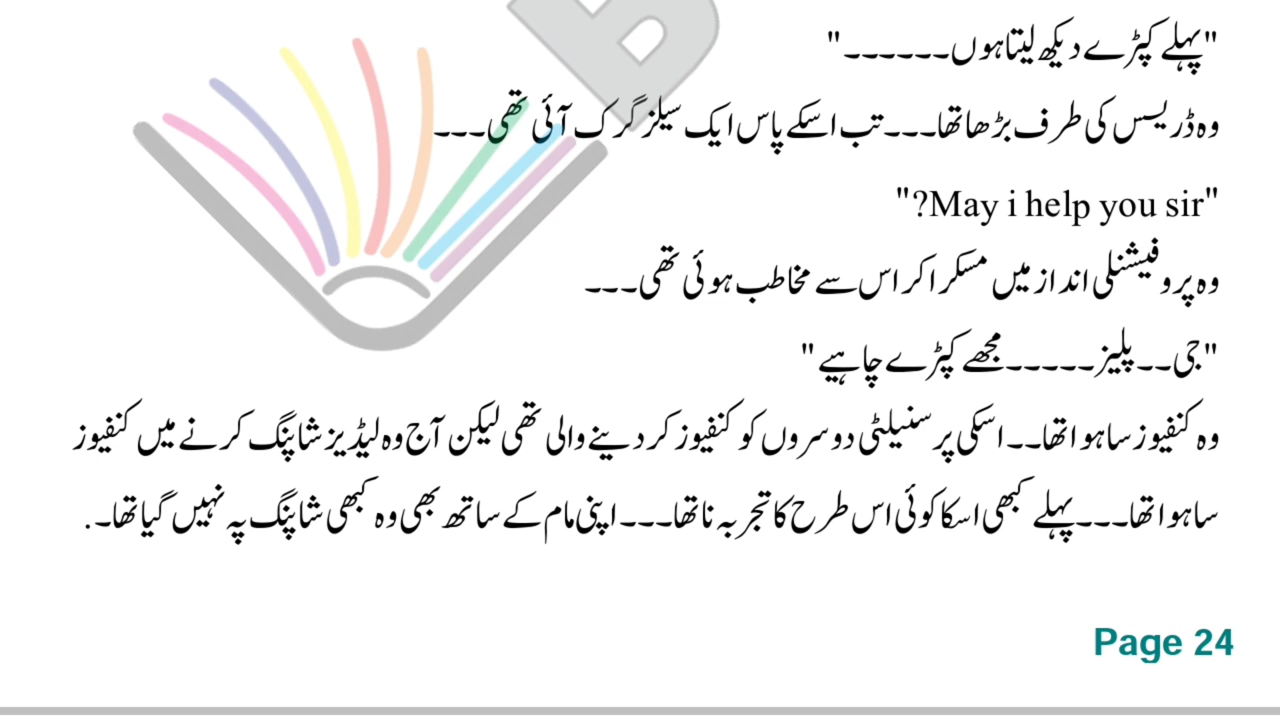 "پہلے کپڑے دیکھ لیتا ہوں۔۔۔۔۔۔"
وہ ڈریسس کی طرف بڑھا تھا۔۔۔ تب اسکے پاس ایک سیلز گرک آئی تھی۔۔۔
"May i help you sir?"
وہ پروفیشنلی انداز میں مسکرا کر اس سے مخاطب ہوئی تھی۔۔۔
"جی۔۔ پلیز۔۔۔۔۔۔ مجھے کپڑے چاہیے"
وہ کنفیوز سا ہوا تھا۔۔ اسکی پرسنیلٹی دوسروں کو کنفیوز کر دینے والی تھی لیکن آج وہ لیڈیز شاپنگ کرنے میں کنفیوز
سا ہوا تھا۔۔۔ پہلے کبھی اسکا کوئی اس طرح کا تجربہ نا تھا۔۔۔ اپنی مام کے ساتھ بھی وہ کبھی شاپنگ پہ نہیں گیا تھا۔۔
Page 24